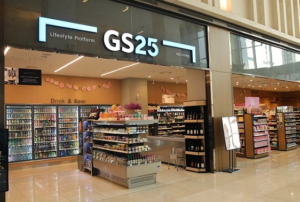 Lifestyle Platform
GS25
Drink & Beer